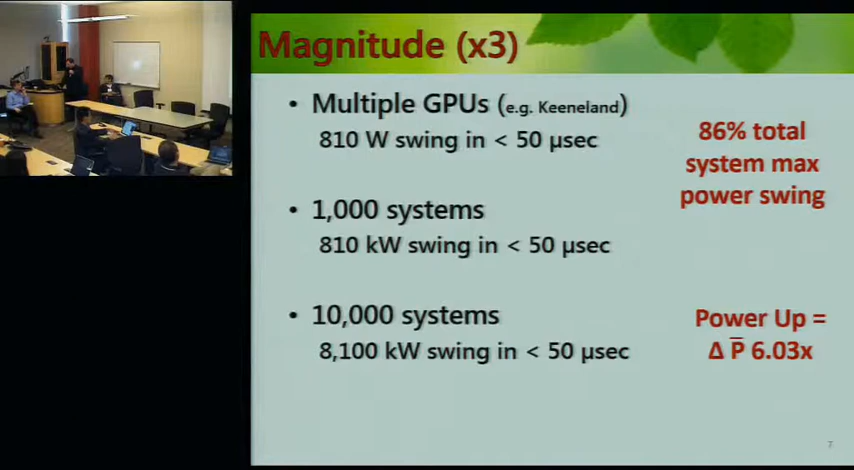 Magnitude (x3)
• Multiple GPUs (e.g. Keeneland)
810 W swing in < 50 µsec
86% total
system max
power swing
• 1,000 systems
810 kW swing in < 50 µsec
• 10,000 systems
8,100 kW swing in < 50 µsec
Power Up =
Δ P̅ 6.03x
7